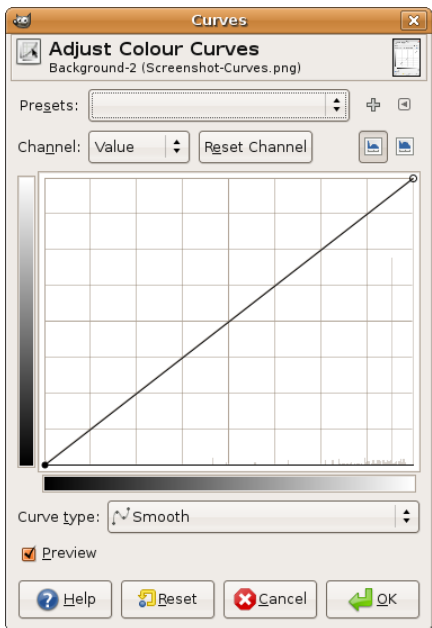 Curves
Adjust Colour Curves
Background-2 (Screenshot-Curves.png)
Presets:
Channel: Value Reset Channel
Curve type: Smooth
Preview
Help Reset Cancel OK